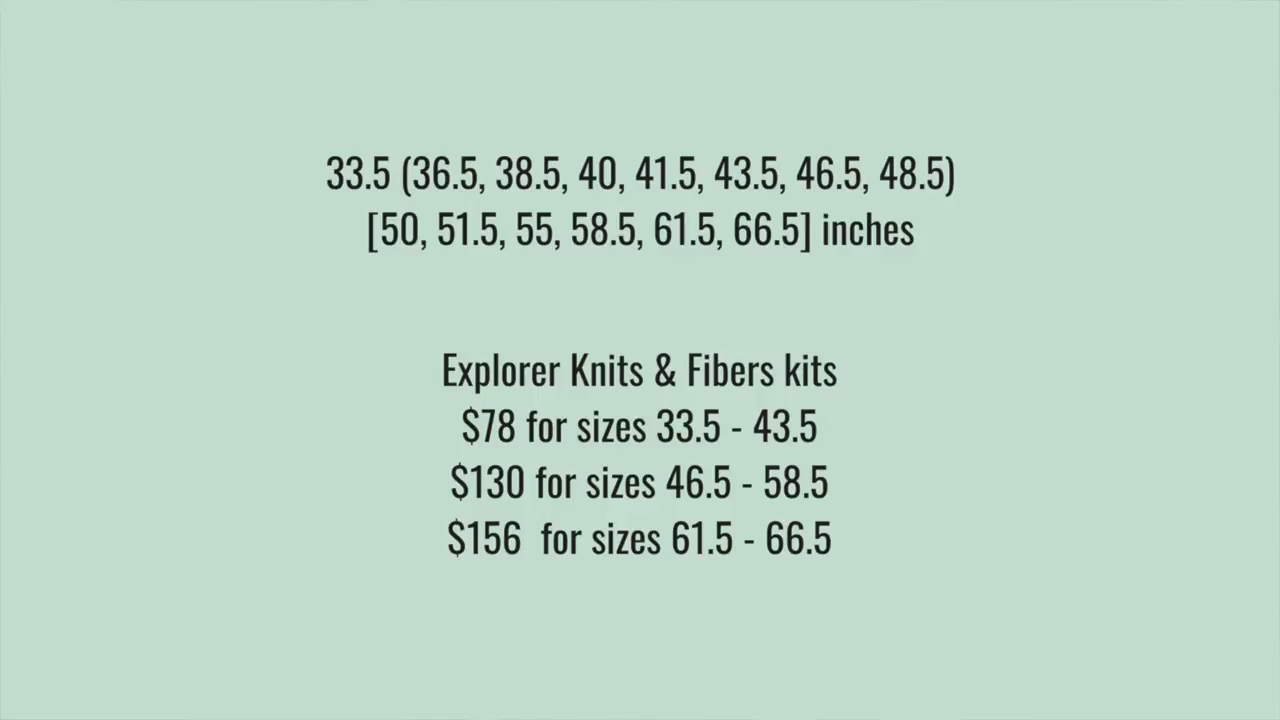 33.5 (36.5, 38.5, 40, 41.5, 43.5, 46.5, 48.5)
[50, 51.5, 55, 58.5, 61.5, 66.5] inches
Explorer Knits & Fibers kits
$78 for sizes 33.5 - 43.5
$130 for sizes 46.5 - 58.5
$156  for sizes 61.5 - 66.5